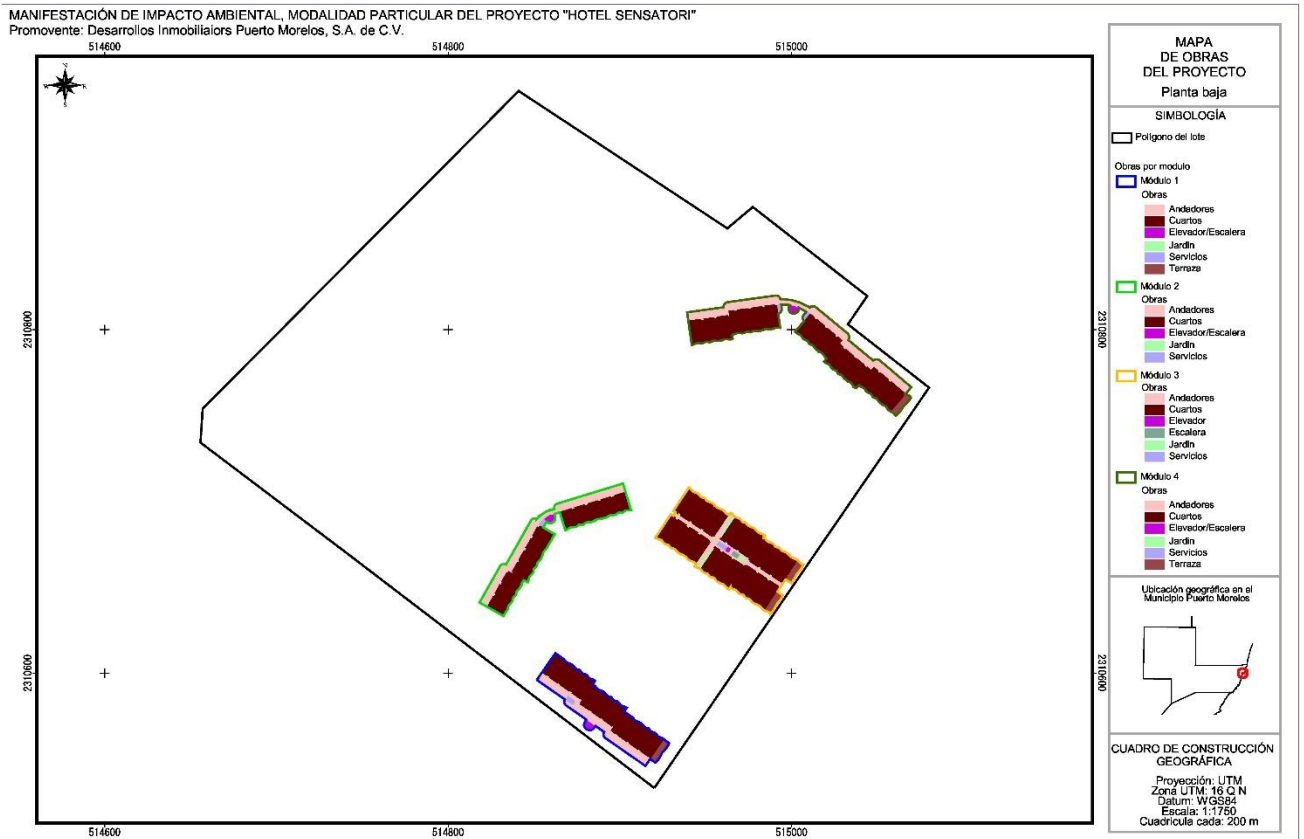 MANIFESTACIÓN DE IMPACTO AMBIENTAL, MODALIDAD PARTICULAR DEL PROYECTO "HOTEL SENSATORI"
Promovente: Desarrollos Inmobiliaiors Puerto Morelos, S.A. de C.V.
514600
514800
515000
2310800
2310800
2310600
2310600
514600
514800
515000
MAPA
DE OBRAS
DEL PROYECTO
Planta baja
SIMBOLOGÍA
Polígono del lote
Obras por modulo
Módulo 1
Obras
Andadores
Cuartos
Elevador/Escalera
Jardín
Servicios
Terraza
Módulo 2
Obras
Andadores
Cuartos
Elevador/Escalera
Jardín
Servicios
Módulo 3
Obras
Andadores
Cuartos
Elevador
Escalera
Jardín
Servicios
Módulo 4
Obras
Andadores
Cuartos
Elevador/Escalera
Jardín
Servicios
Terraza
Ubicación geográfica en el
Municipio Puerto Morelos
CUADRO DE CONSTRUCCIÓN
GEOGRÁFICA
Proyección: UTM
Zona UTM: 16 Q N
Datum: WGS84
Escala: 1:1750
Cuadrícula cada: 200 m